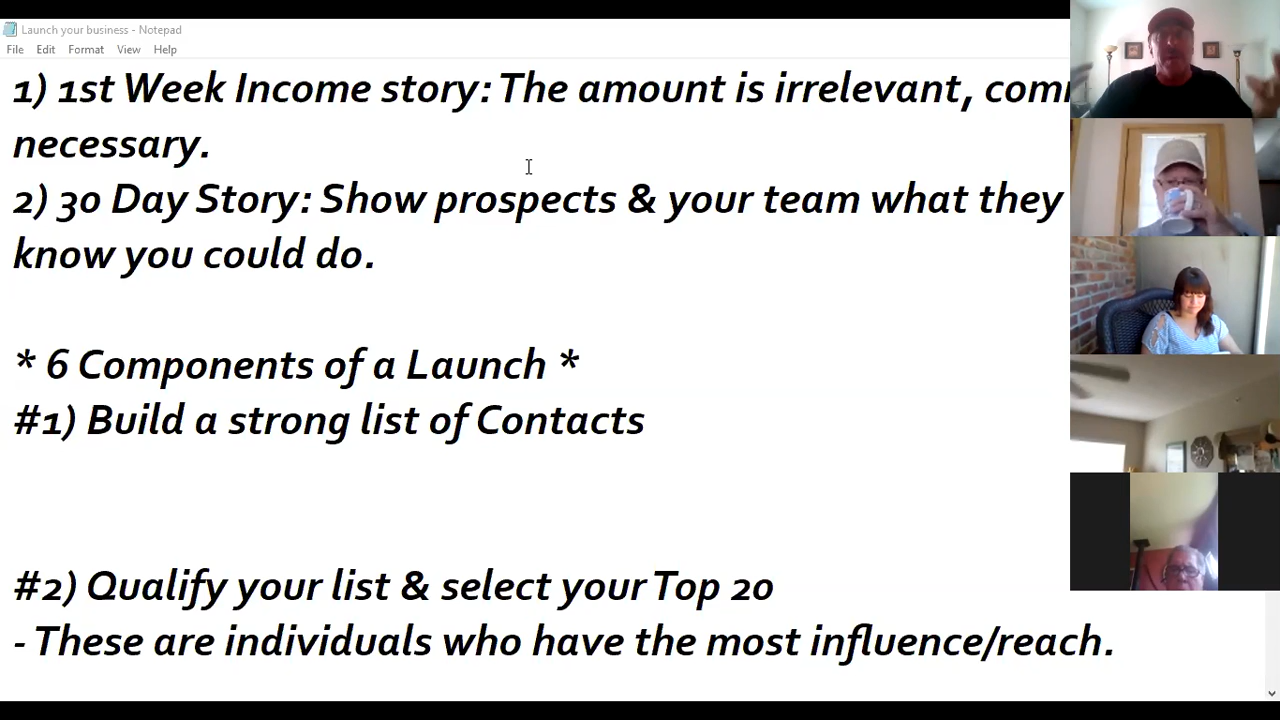 Launch your business - Notepad
File Edit Format View Help
1) 1st Week Income story: The amount is irrelevant,
necessary.
2) 30 Day Story: Show prospects & your team what they
know you could do.
* 6 Components of a Launch *
#1) Build a strong list of Contacts
#2) Qualify your list & select your Top 20
- These are individuals who have the most influence/reach.